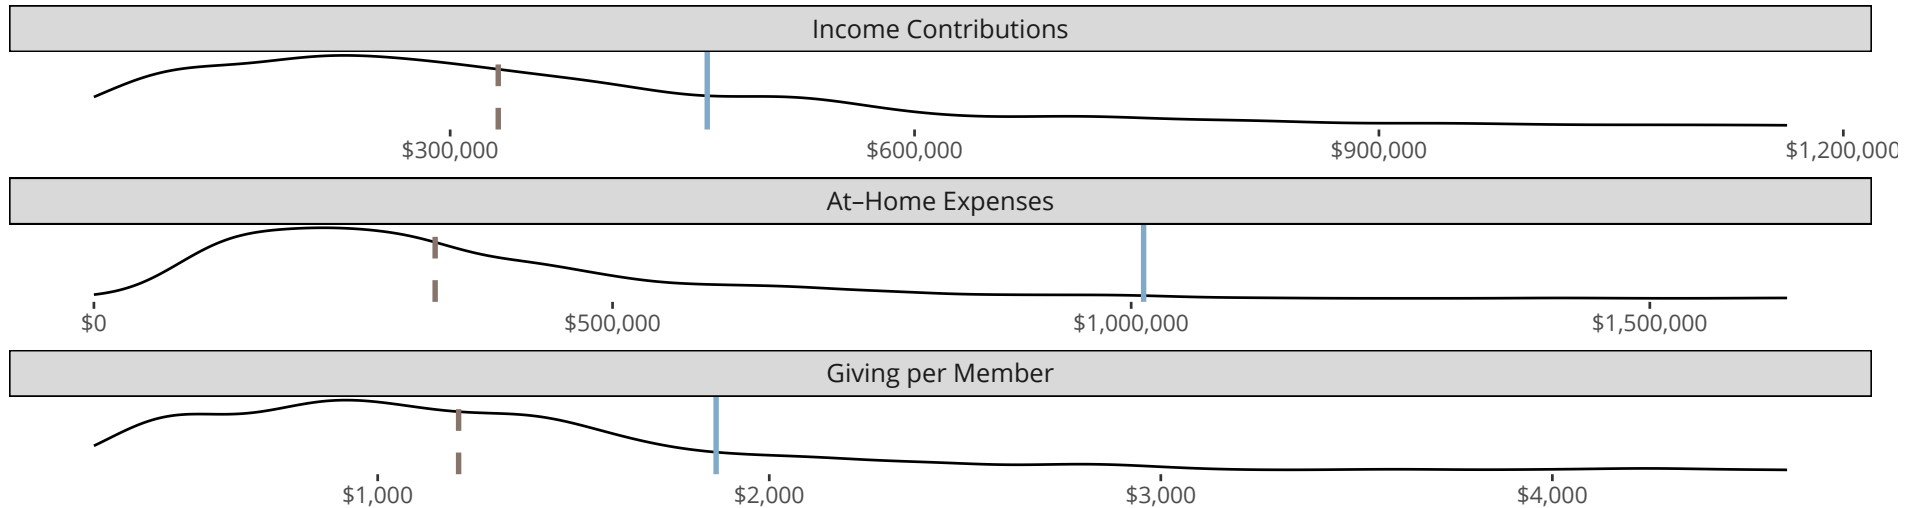 Income Contributions
$300,000 $600,000 $900,000 $1,200,000
At–Home Expenses
$0 $500,000 $1,000,000 $1,500,000
Giving per Member
$1,000 $2,000 $3,000 $4,000